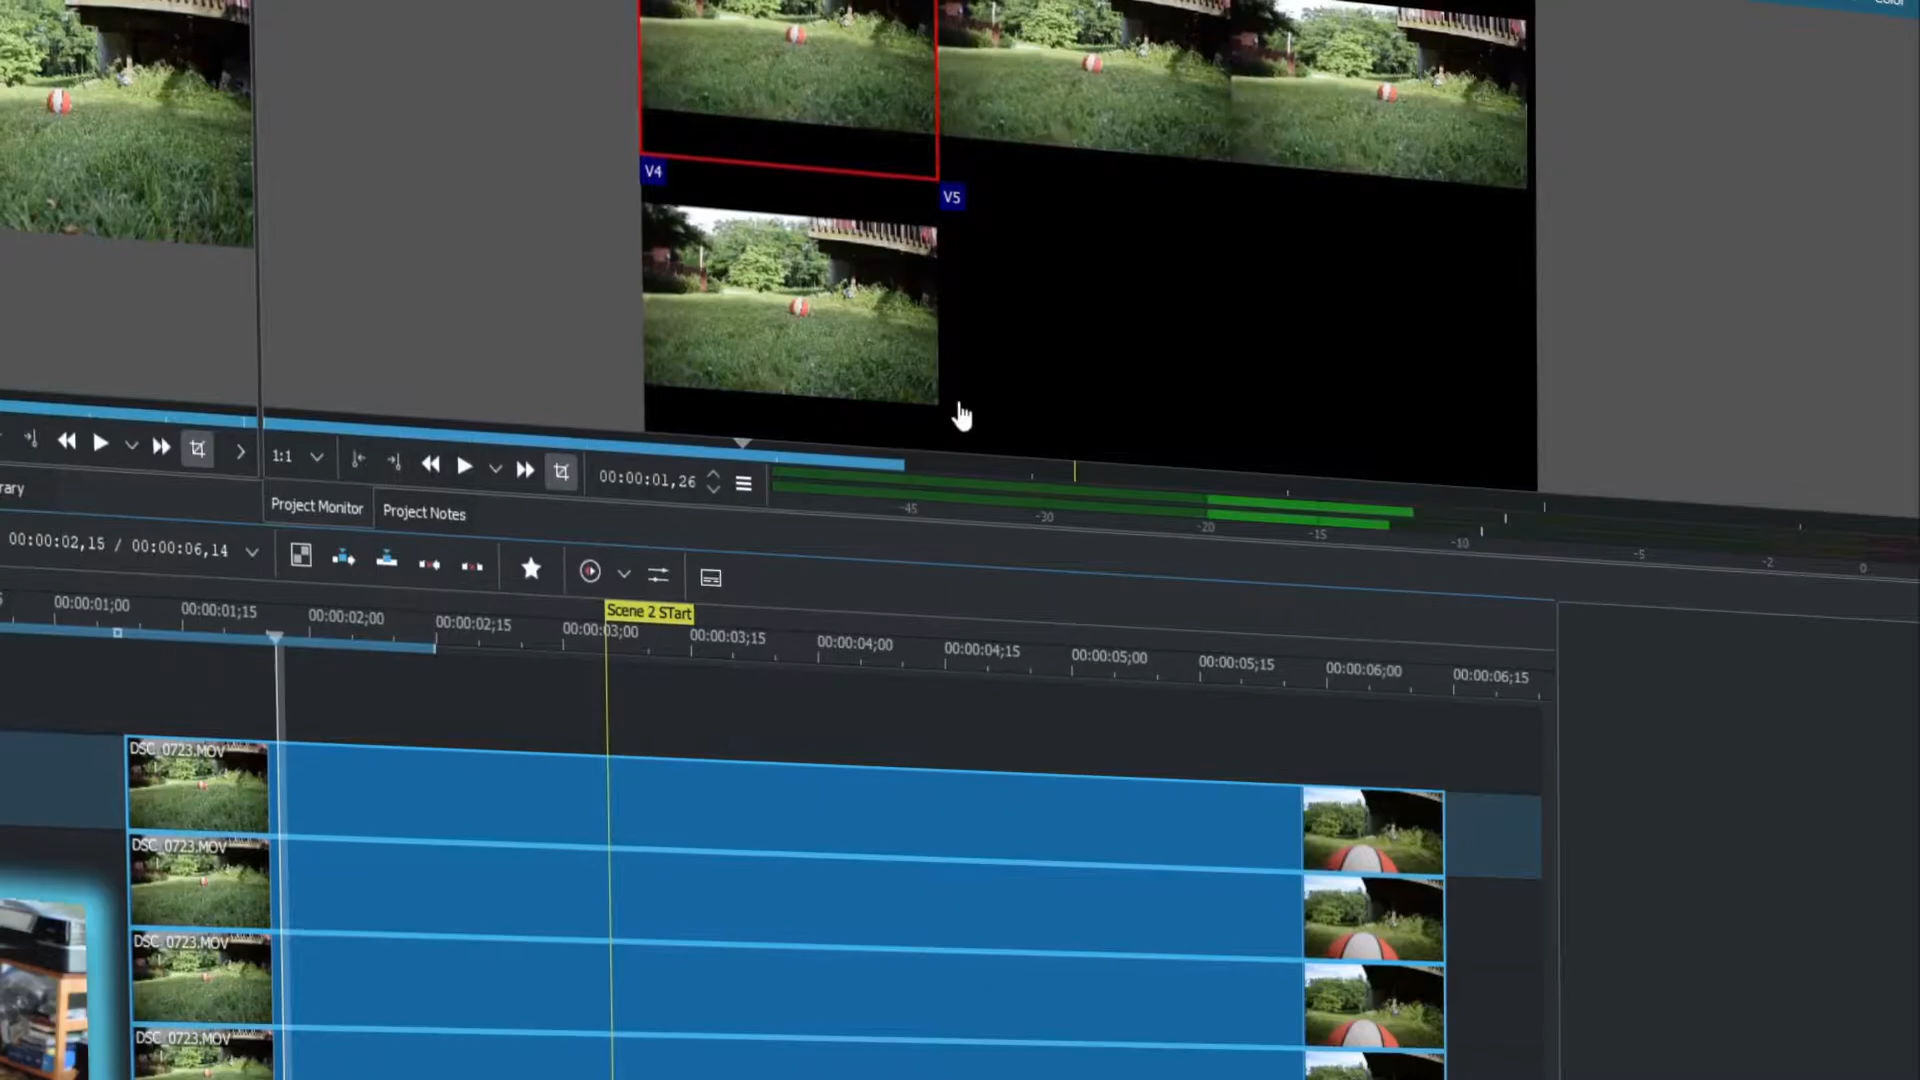 V4
V5
1:1
00:00:01,26
-45
-30
-20
-15
-10
-5
-2
0
Project Monitor
Project Notes
00:00:02,15 / 00:00:06,14
Scene 2 STart
00:00:01;00
00:00:01;15
00:00:02;00
00:00:02;15
00:00:03;00
00:00:03;15
00:00:04;00
00:00:04;15
00:00:05;00
00:00:05;15
00:00:06;00
00:00:06;15
DSC_0723.MOV
DSC_0723.MOV
DSC_0723.MOV
DSC_0723.MOV